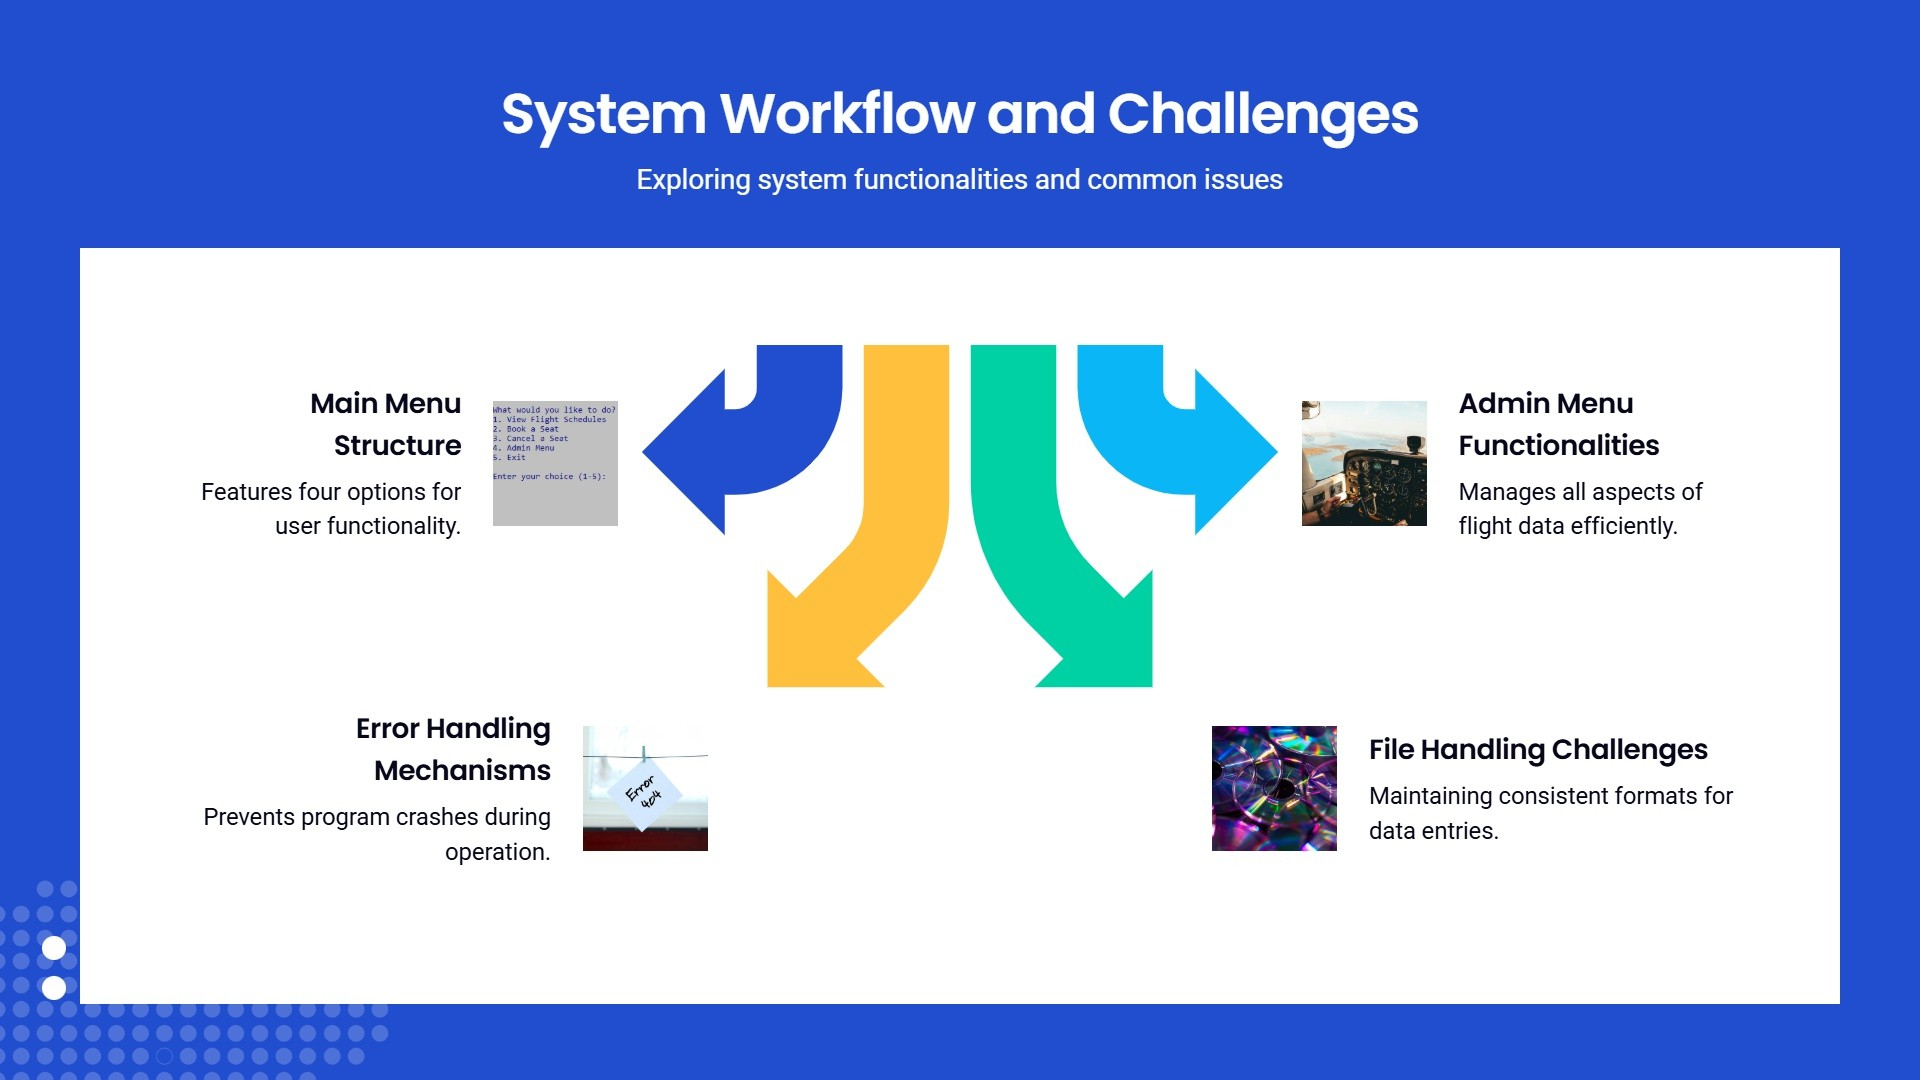 System Workflow and Challenges
Exploring system functionalities and common issues
Main Menu
Structure
Features four options for
user functionality.
What would you like to do?
1. View Flight Schedules
2. Book a Seat
3. Cancel a Seat
4. Admin Menu
5. Exit
Enter your choice (1-5):
Admin Menu
Functionalities
Manages all aspects of
flight data efficiently.
Error Handling
Mechanisms
Prevents program crashes during
operation.
Error
404
File Handling Challenges
Maintaining consistent formats for
data entries.